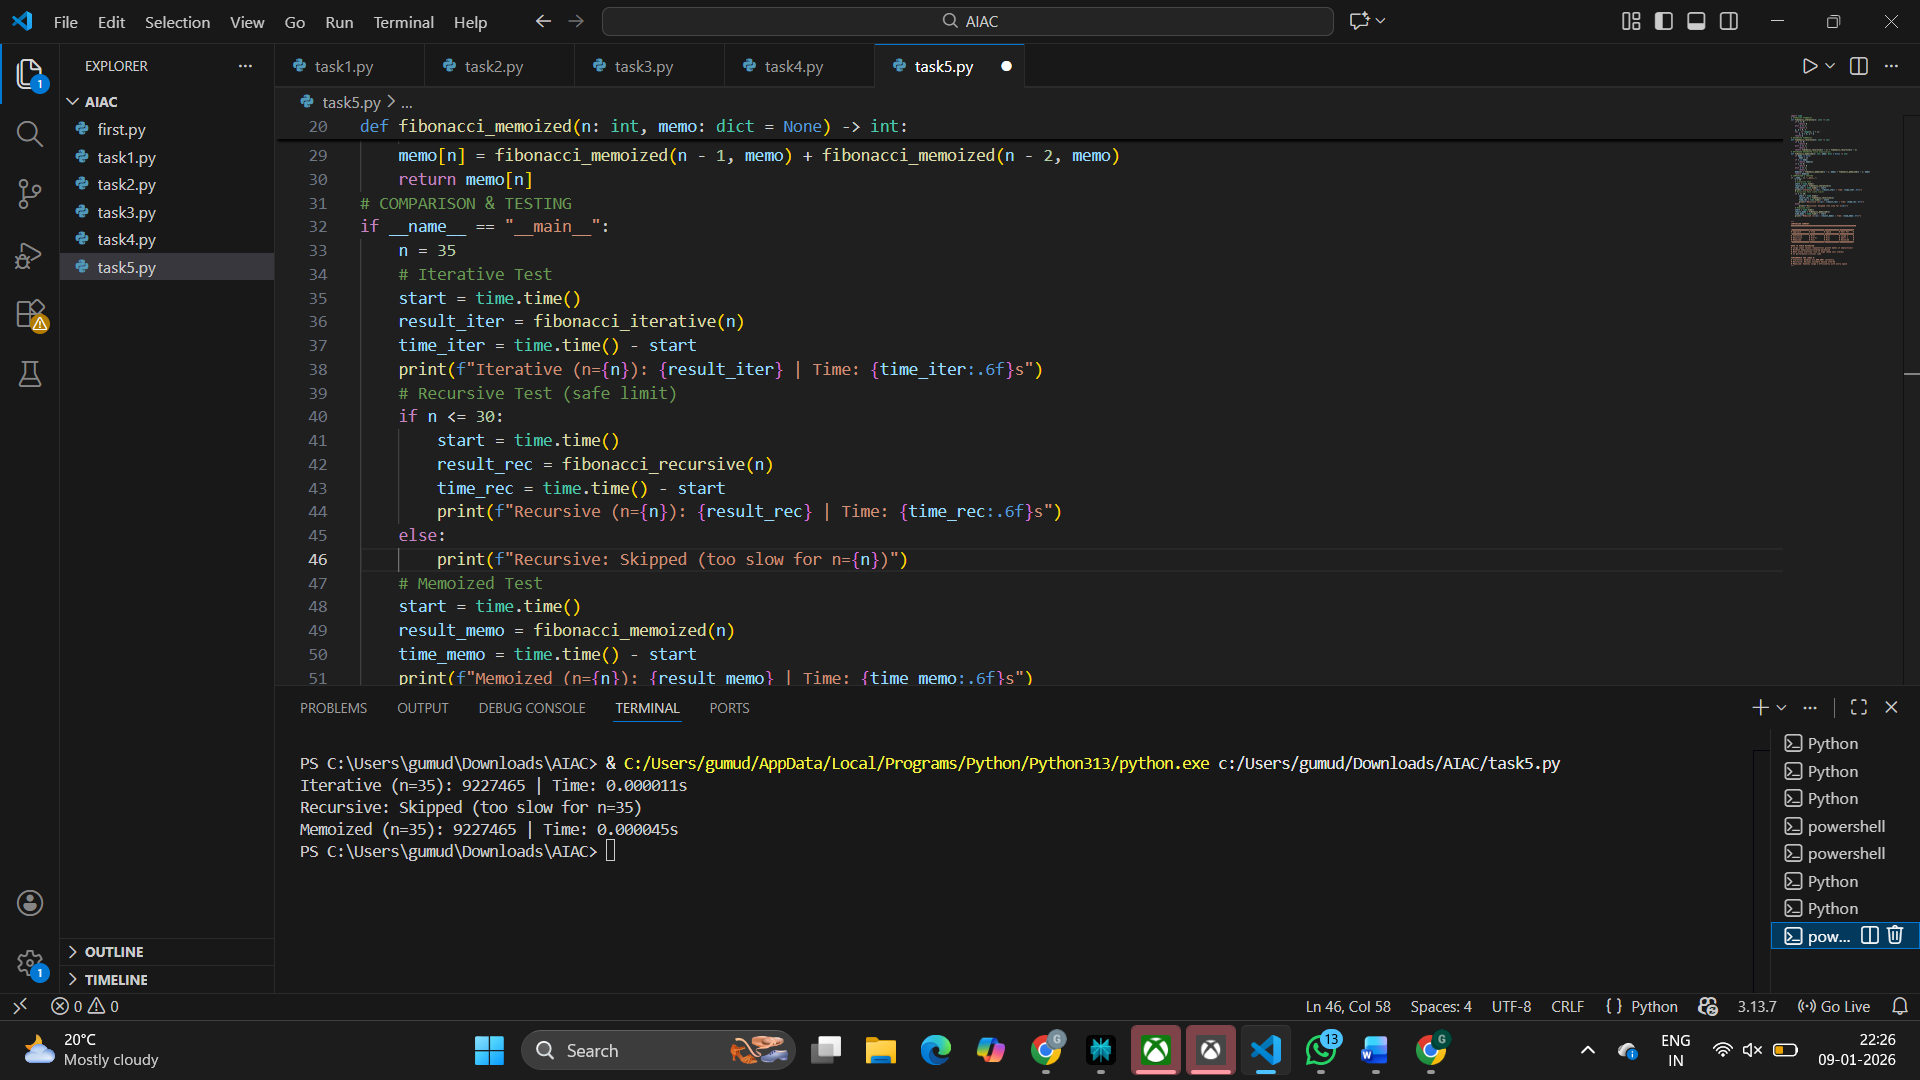 File Edit Selection View Go Run Terminal Help
AIAC
EXPLORER
AIAC
first.py
task1.py
task2.py
task3.py
task4.py
task5.py
OUTLINE
TIMELINE
1
1
task1.py task2.py task3.py task4.py task5.py
task5.py > ...
20 def fibonacci_memoized(n: int, memo: dict = None) -> int:
29 memo[n] = fibonacci_memoized(n - 1, memo) + fibonacci_memoized(n - 2, memo)
30 return memo[n]
31 # COMPARISON & TESTING
32 if __name__ == "__main__":
33 n = 35
34 # Iterative Test
35 start = time.time()
36 result_iter = fibonacci_iterative(n)
37 time_iter = time.time() - start
38 print(f"Iterative (n={n}): {result_iter} | Time: {time_iter:.6f}s")
39 # Recursive Test (safe limit)
40 if n <= 30:
41 start = time.time()
42 result_rec = fibonacci_recursive(n)
43 time_rec = time.time() - start
44 print(f"Recursive (n={n}): {result_rec} | Time: {time_rec:.6f}s")
45 else:
46 print(f"Recursive: Skipped (too slow for n={n})")
47 # Memoized Test
48 start = time.time()
49 result_memo = fibonacci_memoized(n)
50 time_memo = time.time() - start
51 print(f"Memoized (n={n}): {result_memo} | Time: {time_memo:.6f}s")
PROBLEMS OUTPUT DEBUG CONSOLE TERMINAL PORTS
PS C:\Users\gumud\Downloads\AIAC> & C:/Users/gumud/AppData/Local/Programs/Python/Python313/python.exe c:/Users/gumud/Downloads/AIAC/task5.py
Iterative (n=35): 9227465 | Time: 0.000011s
Recursive: Skipped (too slow for n=35)
Memoized (n=35): 9227465 | Time: 0.000045s
PS C:\Users\gumud\Downloads\AIAC>
Python
Python
Python
powershell
powershell
Python
Python
pow...
0 0
Ln 46, Col 58 Spaces: 4 UTF-8 CRLF { } Python 3.13.7 Go Live
20°C
Mostly cloudy
Search
13
ENG
IN
22:26
09-01-2026